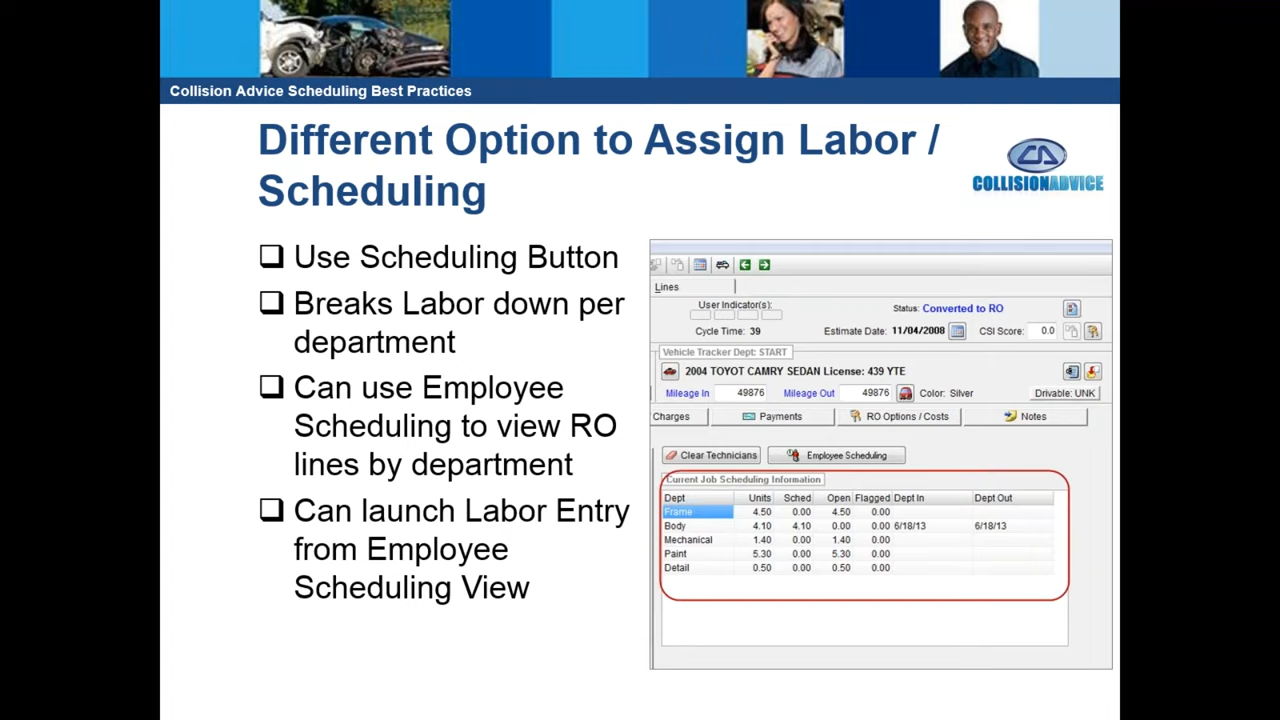 Collision Advice Scheduling Best Practices
Different Option to Assign Labor /
Scheduling
COLLISIONADVICE
❑ Use Scheduling Button
❑ Breaks Labor down per
department
❑ Can use Employee
Scheduling to view RO
lines by department
❑ Can launch Labor Entry
from Employee
Scheduling View
Lines
User Indicator(s):
Status: Converted to RO
Cycle Time: 39
Estimate Date: 11/04/2008
CSI Score: 0.0
Vehicle Tracker Dept: START
2004 TOYOT CAMRY SEDAN License: 439 YTE
Mileage In 49876 Mileage Out 49876 Color: Silver Drivable: UNK
Charges Payments RO Options / Costs Notes
Clear Technicians Employee Scheduling
Current Job Scheduling Information
Dept Units Sched Open Flagged Dept In Dept Out
Frame 4.50 0.00 4.50 0.00
Body 4.10 4.10 0.00 0.00 6/18/13 6/18/13
Mechanical 1.40 0.00 1.40 0.00
Paint 5.30 0.00 5.30 0.00
Detail 0.50 0.00 0.50 0.00